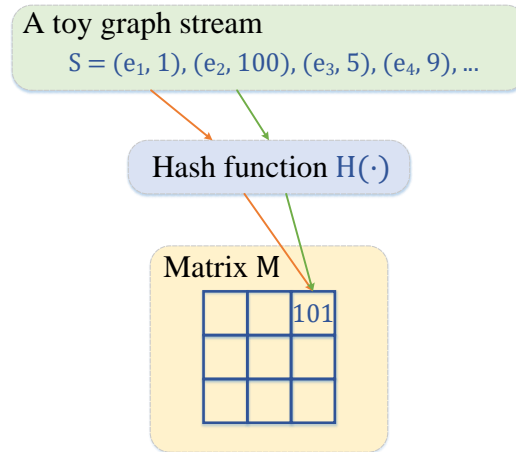 A toy graph stream
S = (e₁, 1), (e₂, 100), (e₃, 5), (e₄, 9), ...
Hash function H(·)
Matrix M
101